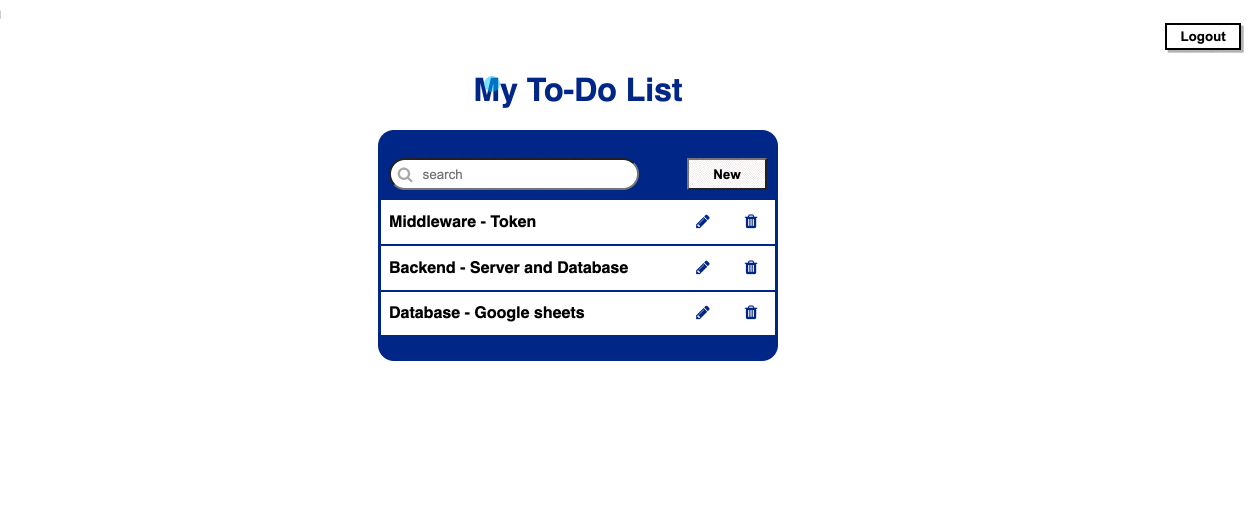 Logout
My To-Do List
search
New
Middleware - Token
Backend - Server and Database
Database - Google sheets